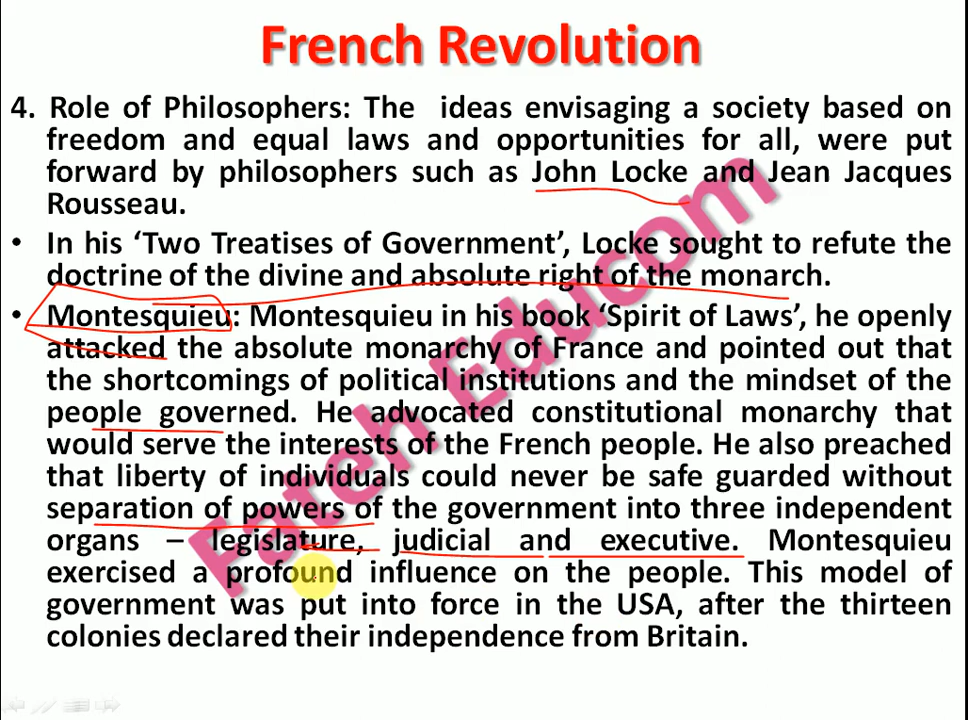 French Revolution
4. Role of Philosophers: The ideas envisaging a society based on
freedom and equal laws and opportunities for all, were put
forward by philosophers such as John Locke and Jean Jacques
Rousseau.
• In his ‘Two Treatises of Government’, Locke sought to refute the
doctrine of the divine and absolute right of the monarch.
• Montesquieu: Montesquieu in his book ‘Spirit of Laws’, he openly
attacked the absolute monarchy of France and pointed out that
the shortcomings of political institutions and the mindset of the
people governed. He advocated constitutional monarchy that
would serve the interests of the French people. He also preached
that liberty of individuals could never be safe guarded without
separation of powers of the government into three independent
organs – legislature, judicial and executive. Montesquieu
exercised a profound influence on the people. This model of
government was put into force in the USA, after the thirteen
colonies declared their independence from Britain.
Fateh Educom